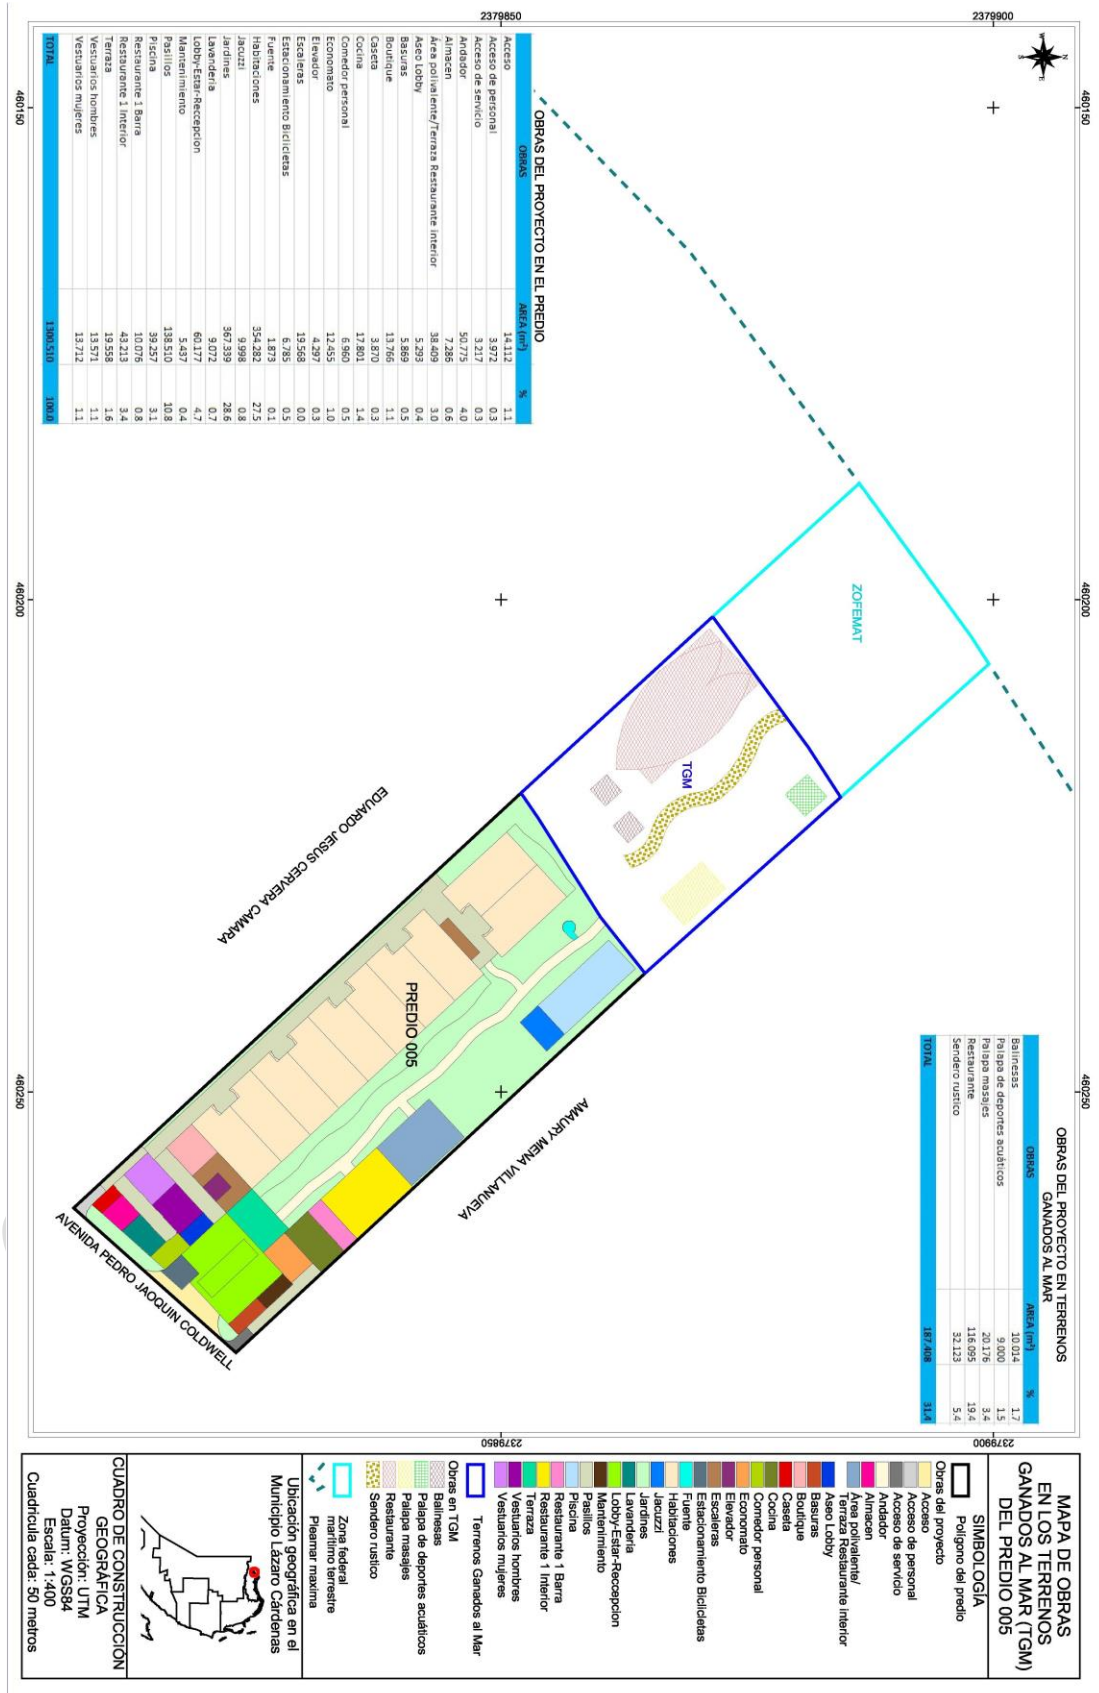 MAPA DE OBRAS
EN LOS TERRENOS
GANADOS AL MAR (TGM)
DEL PREDIO 005
SIMBOLOGÍA
Polígono del predio
Obras del proyecto
Acceso
Acceso de personal
Acceso de servicio
Andador
Almacen
Área polivalente/
Terraza Restaurante interior
Aseo Lobby
Basuras
Boutique
Caseta
Cocina
Comedor personal
Economato
Elevador
Escaleras
Estacionamiento Biclicletas
Fuente
Habitaciones
Jacuzzi
Jardines
Lavanderia
Lobby-Estar-Reccepcion
Mantenimiento
Pasillos
Piscina
Restaurante 1 Barra
Restaurante 1 Interior
Terraza
Vestuarios hombres
Vestuarios mujeres
Terrenos Ganados al Mar
Obras en TGM
Balinesas
Palapa de deportes acuáticos
Palapa masajes
Restaurante
Sendero rustico
Zona federal
maritimo terrestre
Pleamar maxima
Ubicación geográfica en el
Municipio Lázaro Cárdenas
CUADRO DE CONSTRUCCIÓN
GEOGRÁFICA
Proyección: UTM
Datum: WGS84
Escala: 1:400
Cuadrícula cada: 50 metros
OBRAS DEL PROYECTO EN TERRENOS
GANADOS AL MAR
OBRAS AREA (m²) %
Balinesas 10.014 1.7
Palapa de deportes acuáticos 9.000 1.5
Palapa masajes 20.176 3.4
Restaurante 116.095 19.4
Sendero rustico 32.123 5.4
TOTAL 187.408 31.4
OBRAS DEL PROYECTO EN EL PREDIO
OBRAS AREA (m²) %
Acceso 14.112 1.1
Acceso de personal 3.972 0.3
Acceso de servicio 3.217 0.3
Andador 50.775 4.0
Almacen 7.286 0.6
Área polivalente/Terraza Restaurante interior 38.409 3.0
Aseo Lobby 5.293 0.4
Basuras 5.869 0.5
Boutique 13.766 1.1
Caseta 3.870 0.3
Cocina 17.801 1.4
Comedor personal 6.960 0.5
Economato 12.455 1.0
Elevador 4.297 0.3
Escaleras 19.568 0.0
Estacionamiento Biclicletas 6.785 0.5
Fuente 1.873 0.1
Habitaciones 354.282 27.5
Jacuzzi 9.998 0.8
Jardines 367.339 28.6
Lavanderia 9.072 0.7
Lobby-Estar-Reccepcion 60.177 4.7
Mantenimiento 5.437 0.4
Pasillos 138.510 10.8
Piscina 39.257 3.1
Restaurante 1 Barra 10.076 0.8
Restaurante 1 Interior 43.213 3.4
Terraza 19.558 1.6
Vestuarios hombres 13.571 1.1
Vestuarios mujeres 13.712 1.1
TOTAL 1300.510 100.0
ZOFEMAT
TGM
PREDIO 005
EDUARDO JESUS CERVERA CAMARA
AMAURY MENA VILLANUEVA
AVENIDA PEDRO JAOQUIN COLDWELL
N
E
S
W
2379850
2379900
460150
460200
460250
460150
460200
460250
2379850
2379900